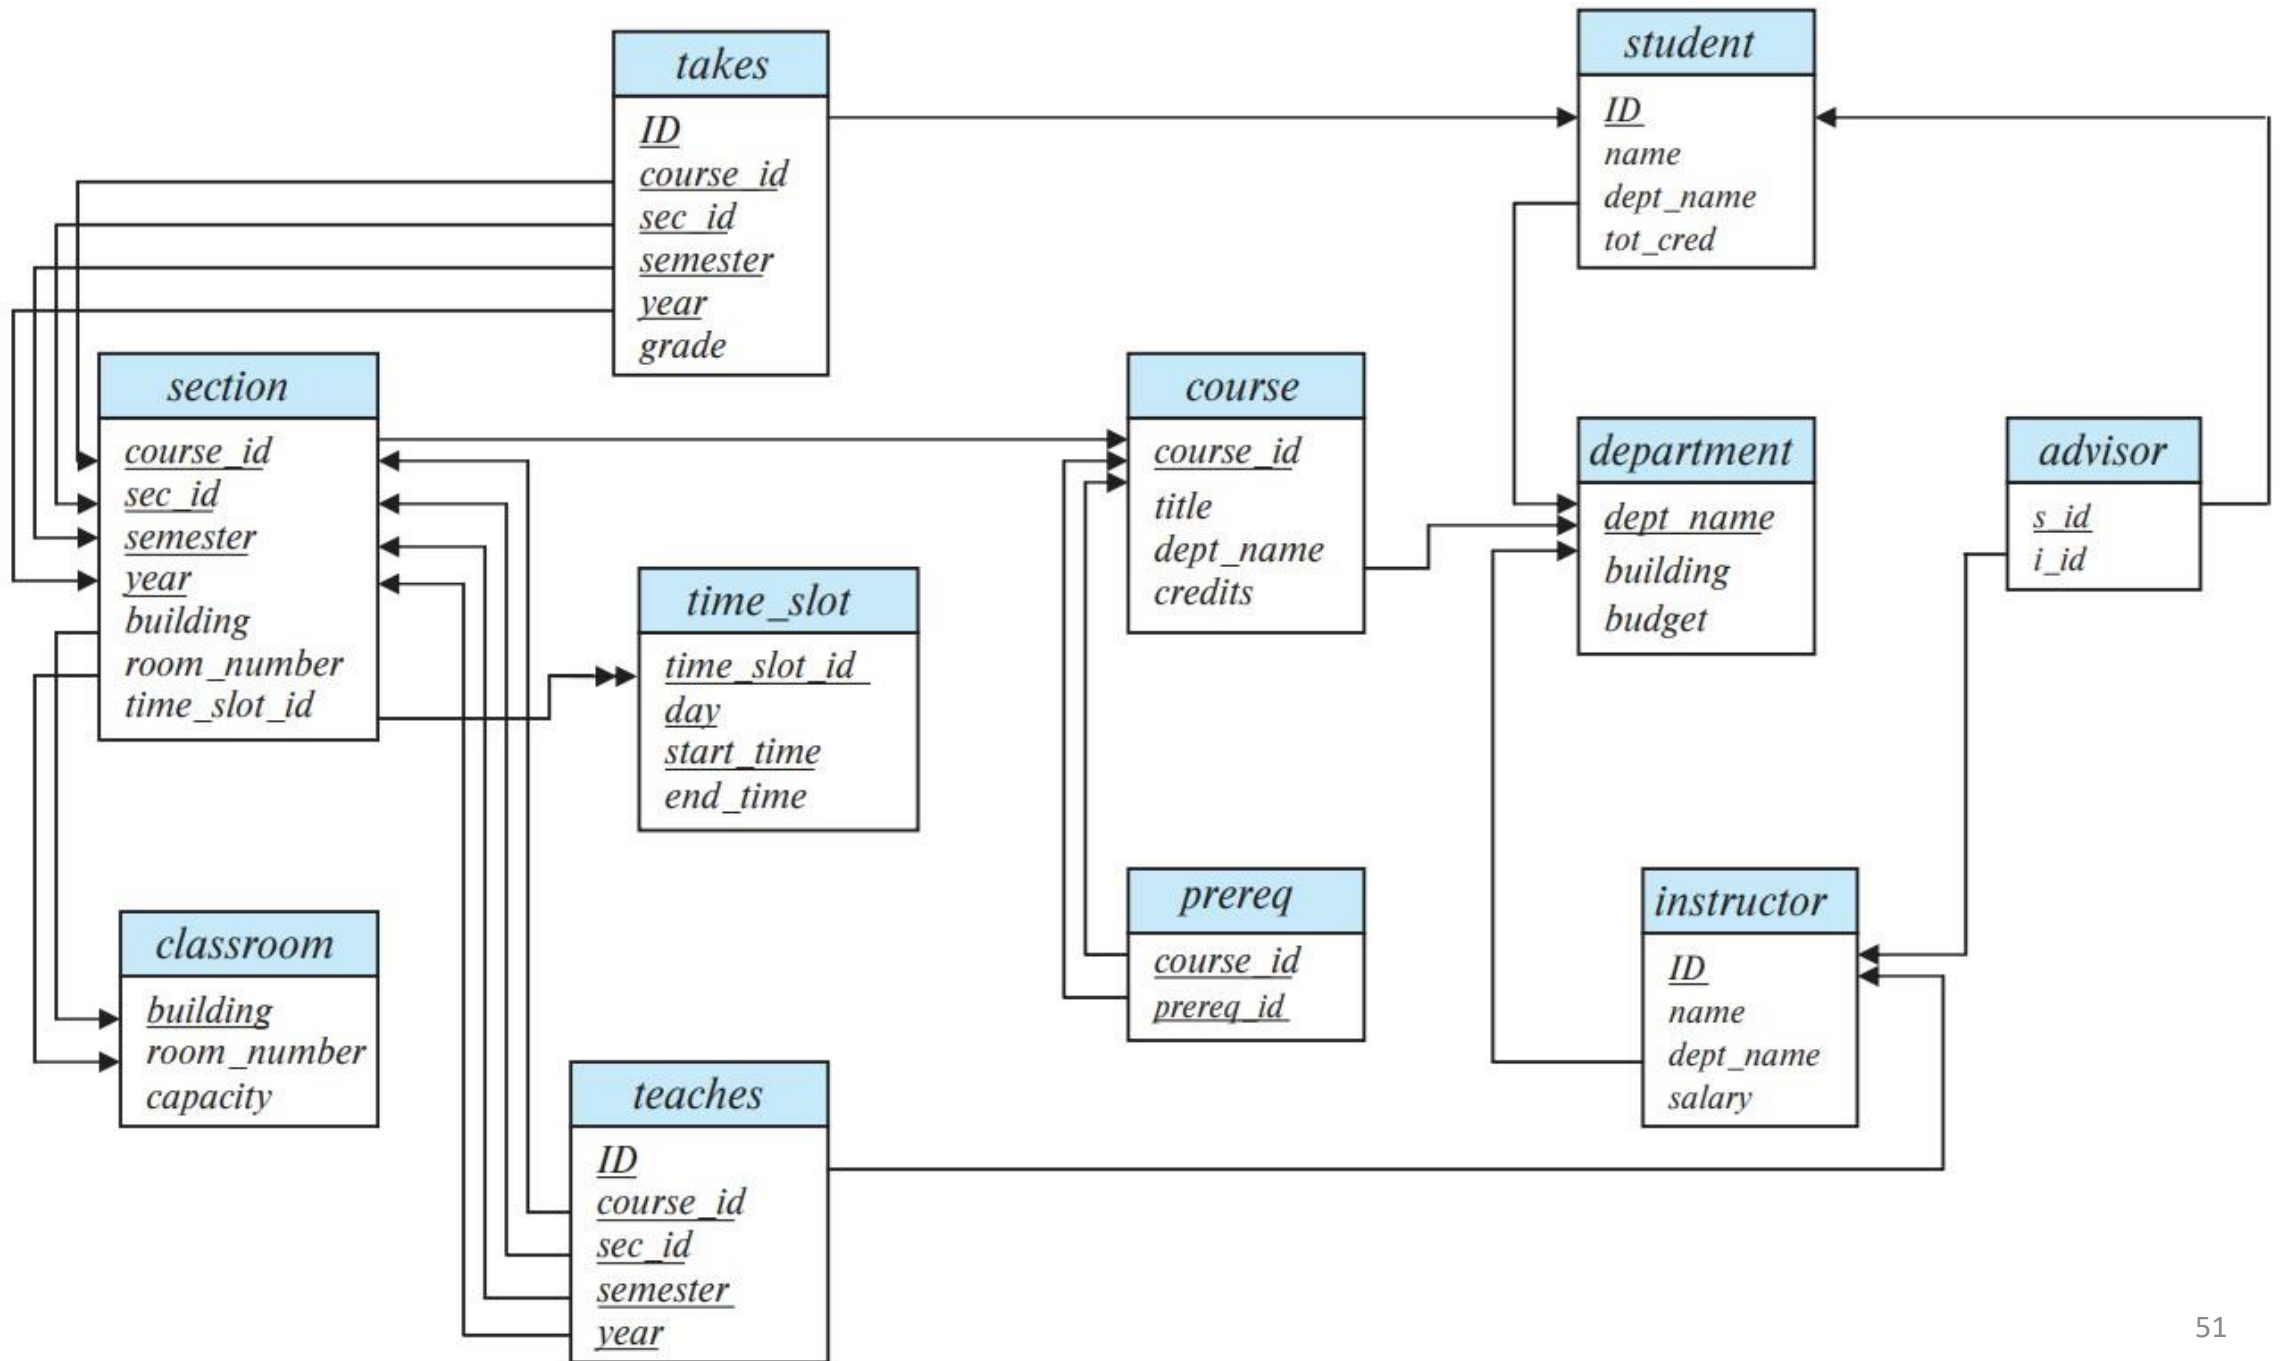 takes
ID
course_id
sec_id
semester
year
grade
student
ID
name
dept_name
tot_cred
section
course_id
sec_id
semester
year
building
room_number
time_slot_id
time_slot
time_slot_id
day
start_time
end_time
course
course_id
title
dept_name
credits
department
dept_name
building
budget
advisor
s_id
i_id
classroom
building
room_number
capacity
prereq
course_id
prereq_id
instructor
ID
name
dept_name
salary
teaches
ID
course_id
sec_id
semester
year
51